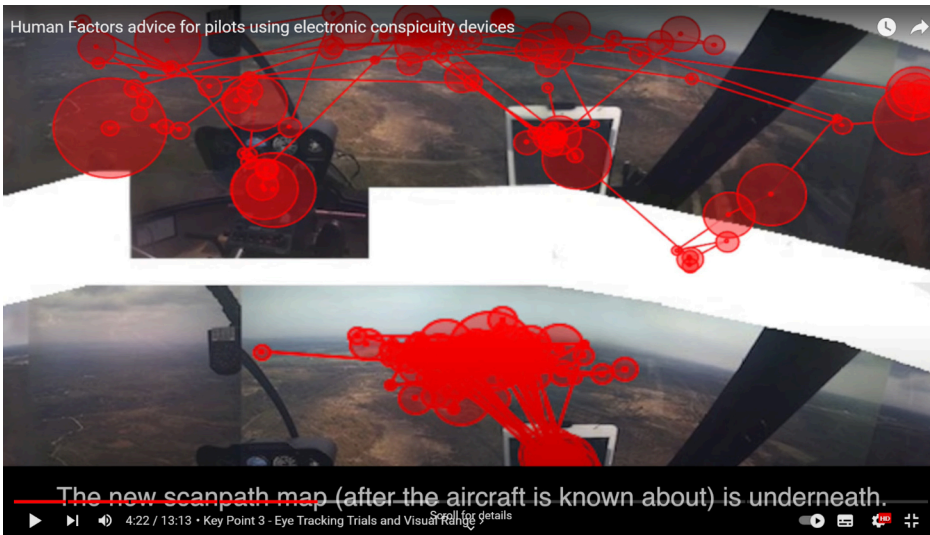 Human Factors advice for pilots using electronic conspicuity devices
The new scanpath map (after the aircraft is known about) is underneath.
4:22 / 13:13 • Key Point 3 - Eye Tracking Trials and Visual Range
Scroll for details
HD